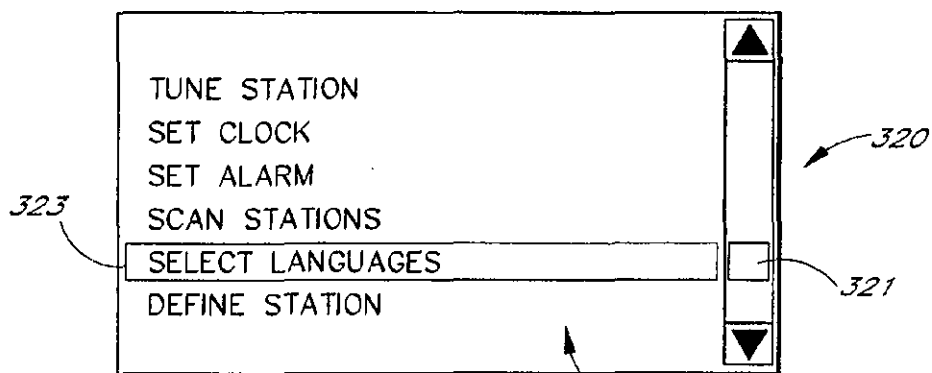 TUNE STATION
SET CLOCK
320
SET ALARM
323
SCAN STATIONS
SELECT LANGUAGES
321
DEFINE STATION